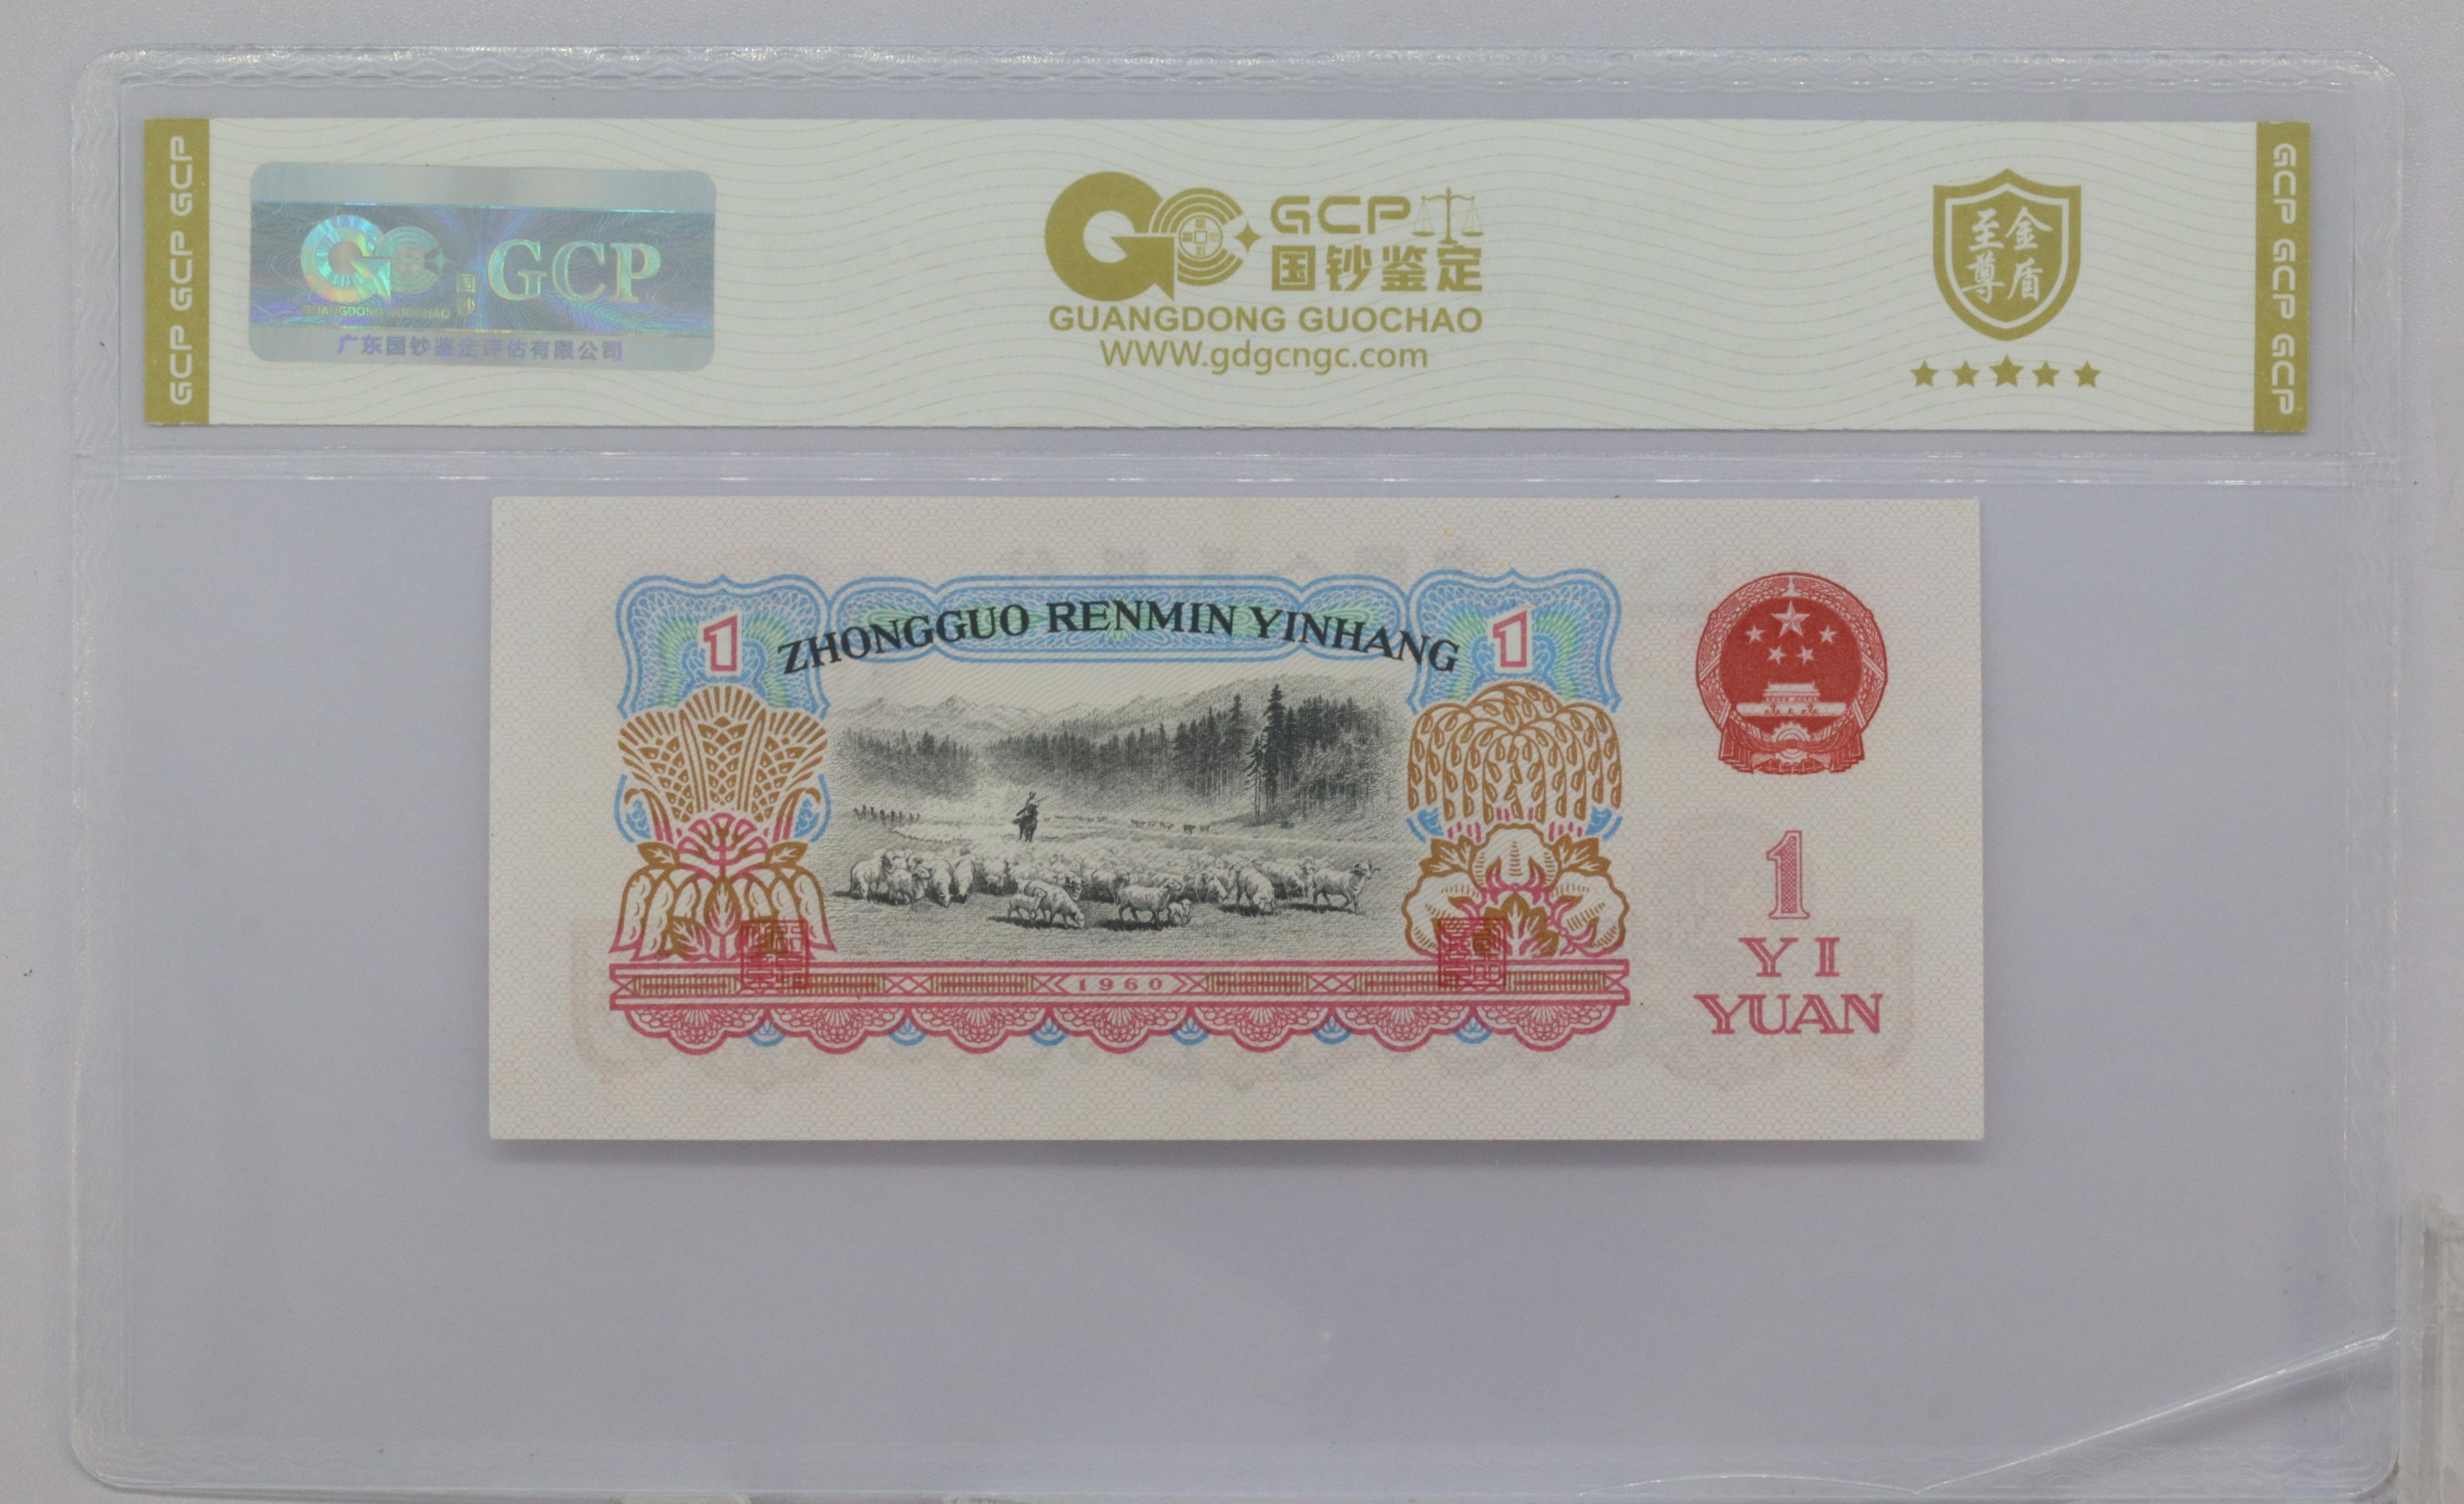 GCP GCP GCP
GCP
国钞
GUANGDONG GUOCHAO
广东国钞鉴定评估有限公司
GCP
国钞鉴定
GUANGDONG GUOCHAO
WWW.gdgcngc.com
金盾
至尊
GCP GCP GCP
ZHONGGUO RENMIN YINHANG
1
1
1
YI
YUAN
1960